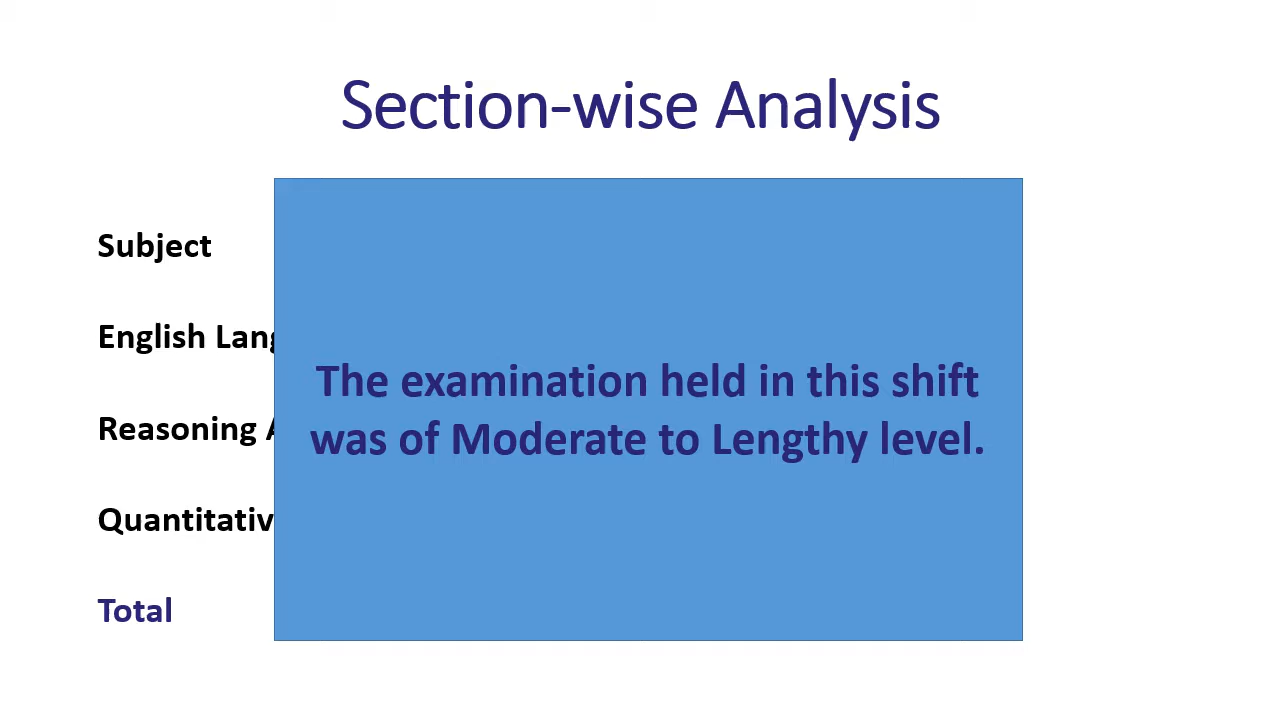 Section-wise Analysis
Subject
English Lang
The examination held in this shift
was of Moderate to Lengthy level.
Reasoning
Quantitativ
Total